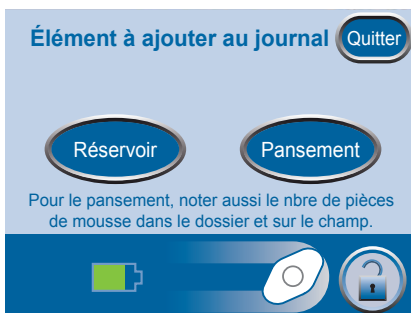 Élément à ajouter au journal Quitter
Réservoir Pansement
Pour le pansement, noter aussi le nbre de pièces
de mousse dans le dossier et sur le champ.